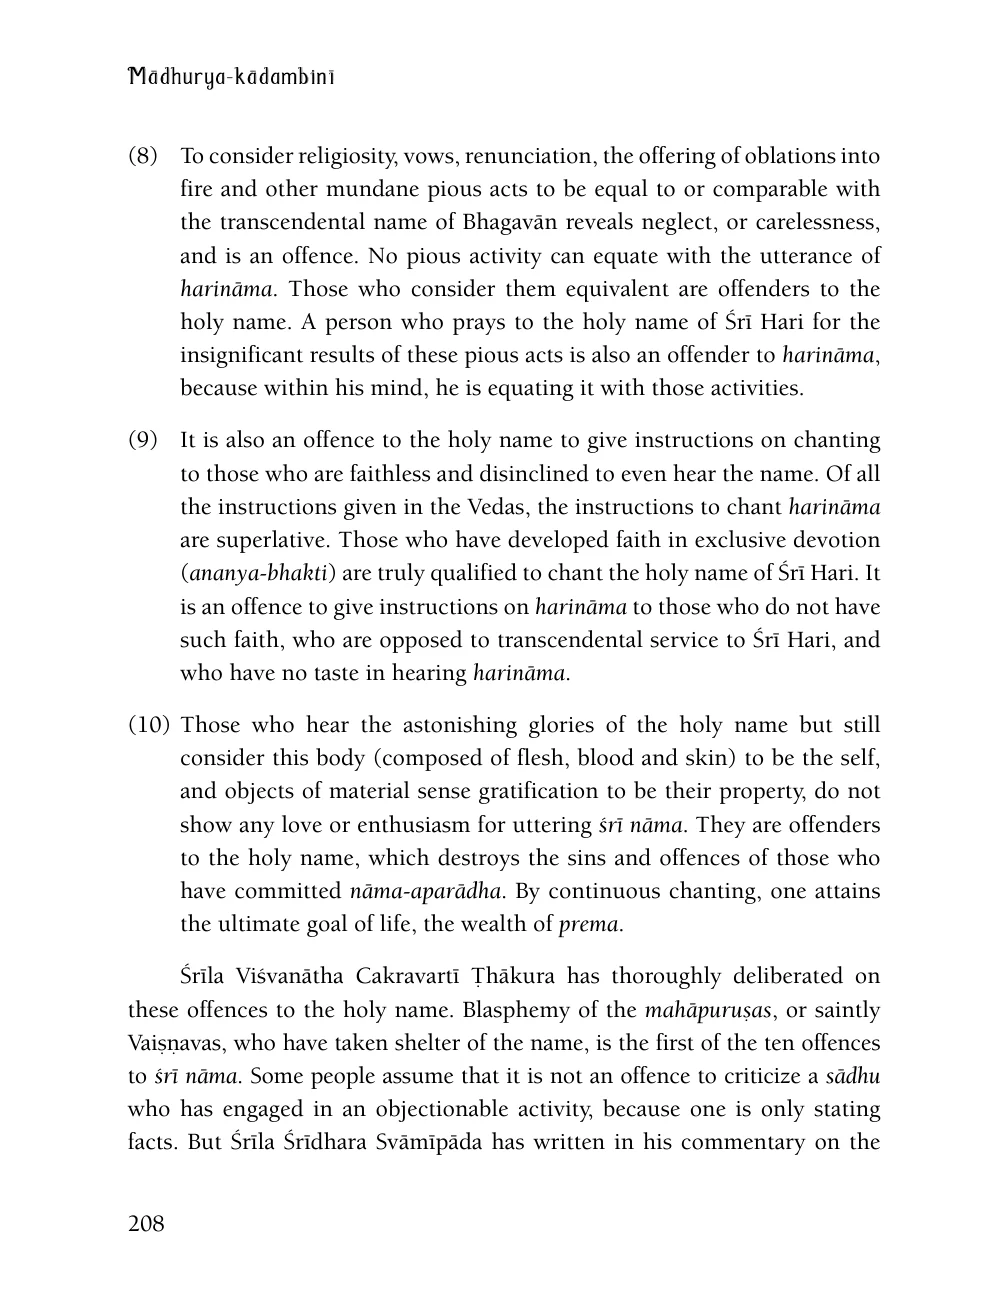 Mādhurya-kādambinī
(8) To consider religiosity, vows, renunciation, the offering of oblations into
fire and other mundane pious acts to be equal to or comparable with
the transcendental name of Bhagavān reveals neglect, or carelessness,
and is an offence. No pious activity can equate with the utterance of
harināma. Those who consider them equivalent are offenders to the
holy name. A person who prays to the holy name of Śrī Hari for the
insignificant results of these pious acts is also an offender to harināma,
because within his mind, he is equating it with those activities.
(9) It is also an offence to the holy name to give instructions on chanting
to those who are faithless and disinclined to even hear the name. Of all
the instructions given in the Vedas, the instructions to chant harināma
are superlative. Those who have developed faith in exclusive devotion
(ananya-bhakti) are truly qualified to chant the holy name of Śrī Hari. It
is an offence to give instructions on harināma to those who do not have
such faith, who are opposed to transcendental service to Śrī Hari, and
who have no taste in hearing harināma.
(10) Those who hear the astonishing glories of the holy name but still
consider this body (composed of flesh, blood and skin) to be the self,
and objects of material sense gratification to be their property, do not
show any love or enthusiasm for uttering śrī nāma. They are offenders
to the holy name, which destroys the sins and offences of those who
have committed nāma-aparādha. By continuous chanting, one attains
the ultimate goal of life, the wealth of prema.
Śrīla Viśvanātha Cakravartī Ṭhākura has thoroughly deliberated on
these offences to the holy name. Blasphemy of the mahāpuruṣas, or saintly
Vaiṣṇavas, who have taken shelter of the name, is the first of the ten offences
to śrī nāma. Some people assume that it is not an offence to criticize a sādhu
who has engaged in an objectionable activity, because one is only stating
facts. But Śrīla Śrīdhara Svāmīpāda has written in his commentary on the
208